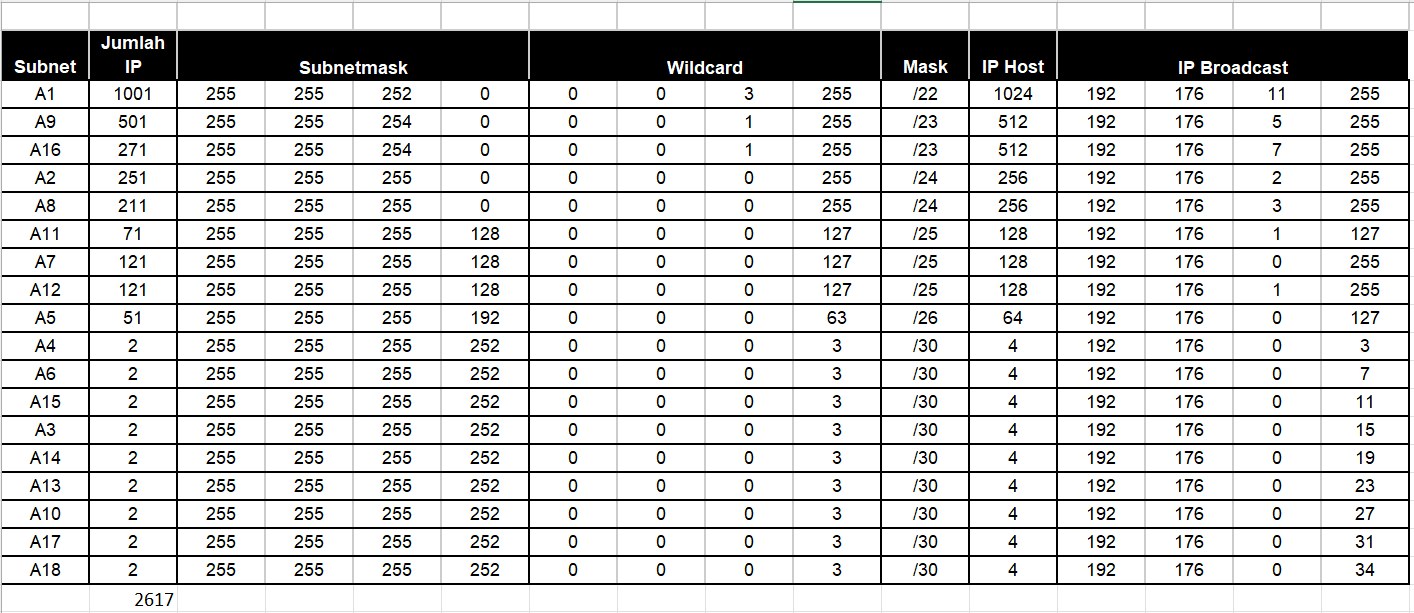 Subnet Jumlah IP Subnetmask Wildcard Mask IP Host IP Broadcast
A1 1001 255 255 252 0 0 0 3 255 /22 1024 192 176 11 255
A9 501 255 255 254 0 0 0 1 255 /23 512 192 176 5 255
A16 271 255 255 254 0 0 0 1 255 /23 512 192 176 7 255
A2 251 255 255 255 0 0 0 0 255 /24 256 192 176 2 255
A8 211 255 255 255 0 0 0 0 255 /24 256 192 176 3 255
A11 71 255 255 255 128 0 0 0 127 /25 128 192 176 1 127
A7 121 255 255 255 128 0 0 0 127 /25 128 192 176 0 255
A12 121 255 255 255 128 0 0 0 127 /25 128 192 176 1 255
A5 51 255 255 255 192 0 0 0 63 /26 64 192 176 0 127
A4 2 255 255 255 252 0 0 0 3 /30 4 192 176 0 3
A6 2 255 255 255 252 0 0 0 3 /30 4 192 176 0 7
A15 2 255 255 255 252 0 0 0 3 /30 4 192 176 0 11
A3 2 255 255 255 252 0 0 0 3 /30 4 192 176 0 15
A14 2 255 255 255 252 0 0 0 3 /30 4 192 176 0 19
A13 2 255 255 255 252 0 0 0 3 /30 4 192 176 0 23
A10 2 255 255 255 252 0 0 0 3 /30 4 192 176 0 27
A17 2 255 255 255 252 0 0 0 3 /30 4 192 176 0 31
A18 2 255 255 255 252 0 0 0 3 /30 4 192 176 0 34
2617